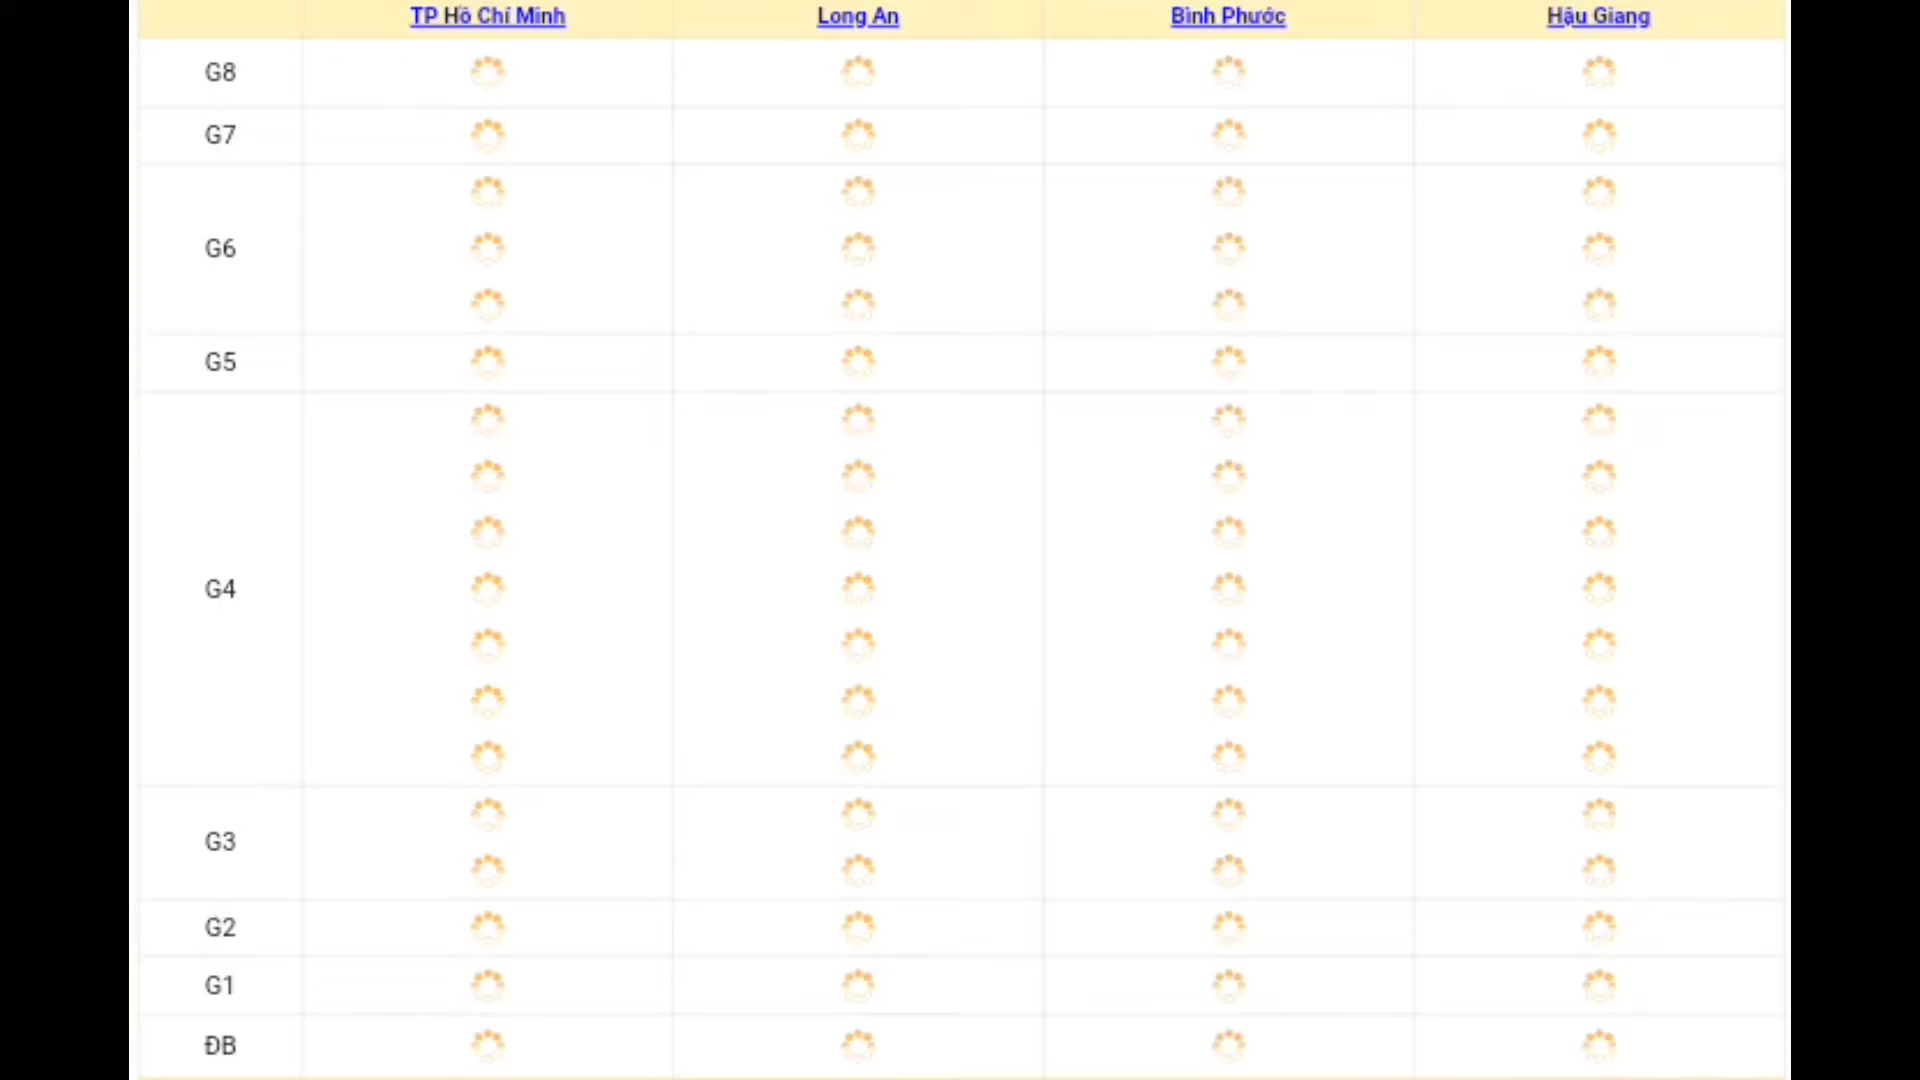 TP Hồ Chí Minh Long An Bình Phước Hậu Giang
G8
G7
G6
G5
G4
G3
G2
G1
ĐB